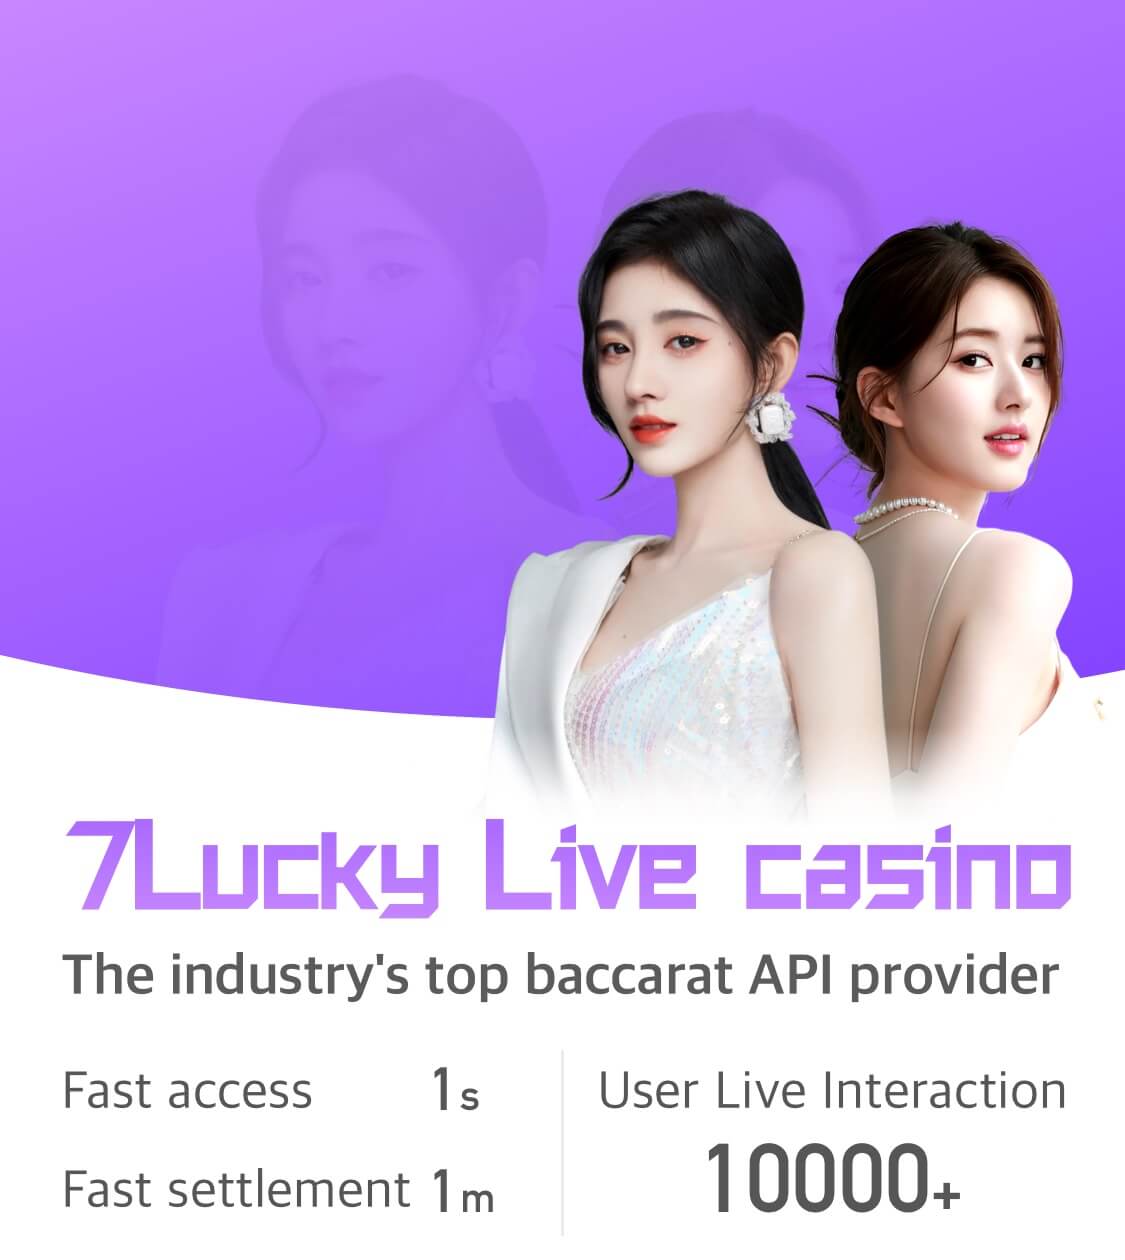 7Lucky Live casino
The industry's top baccarat API provider
Fast access 1s
Fast settlement 1m
User Live Interaction
10000+